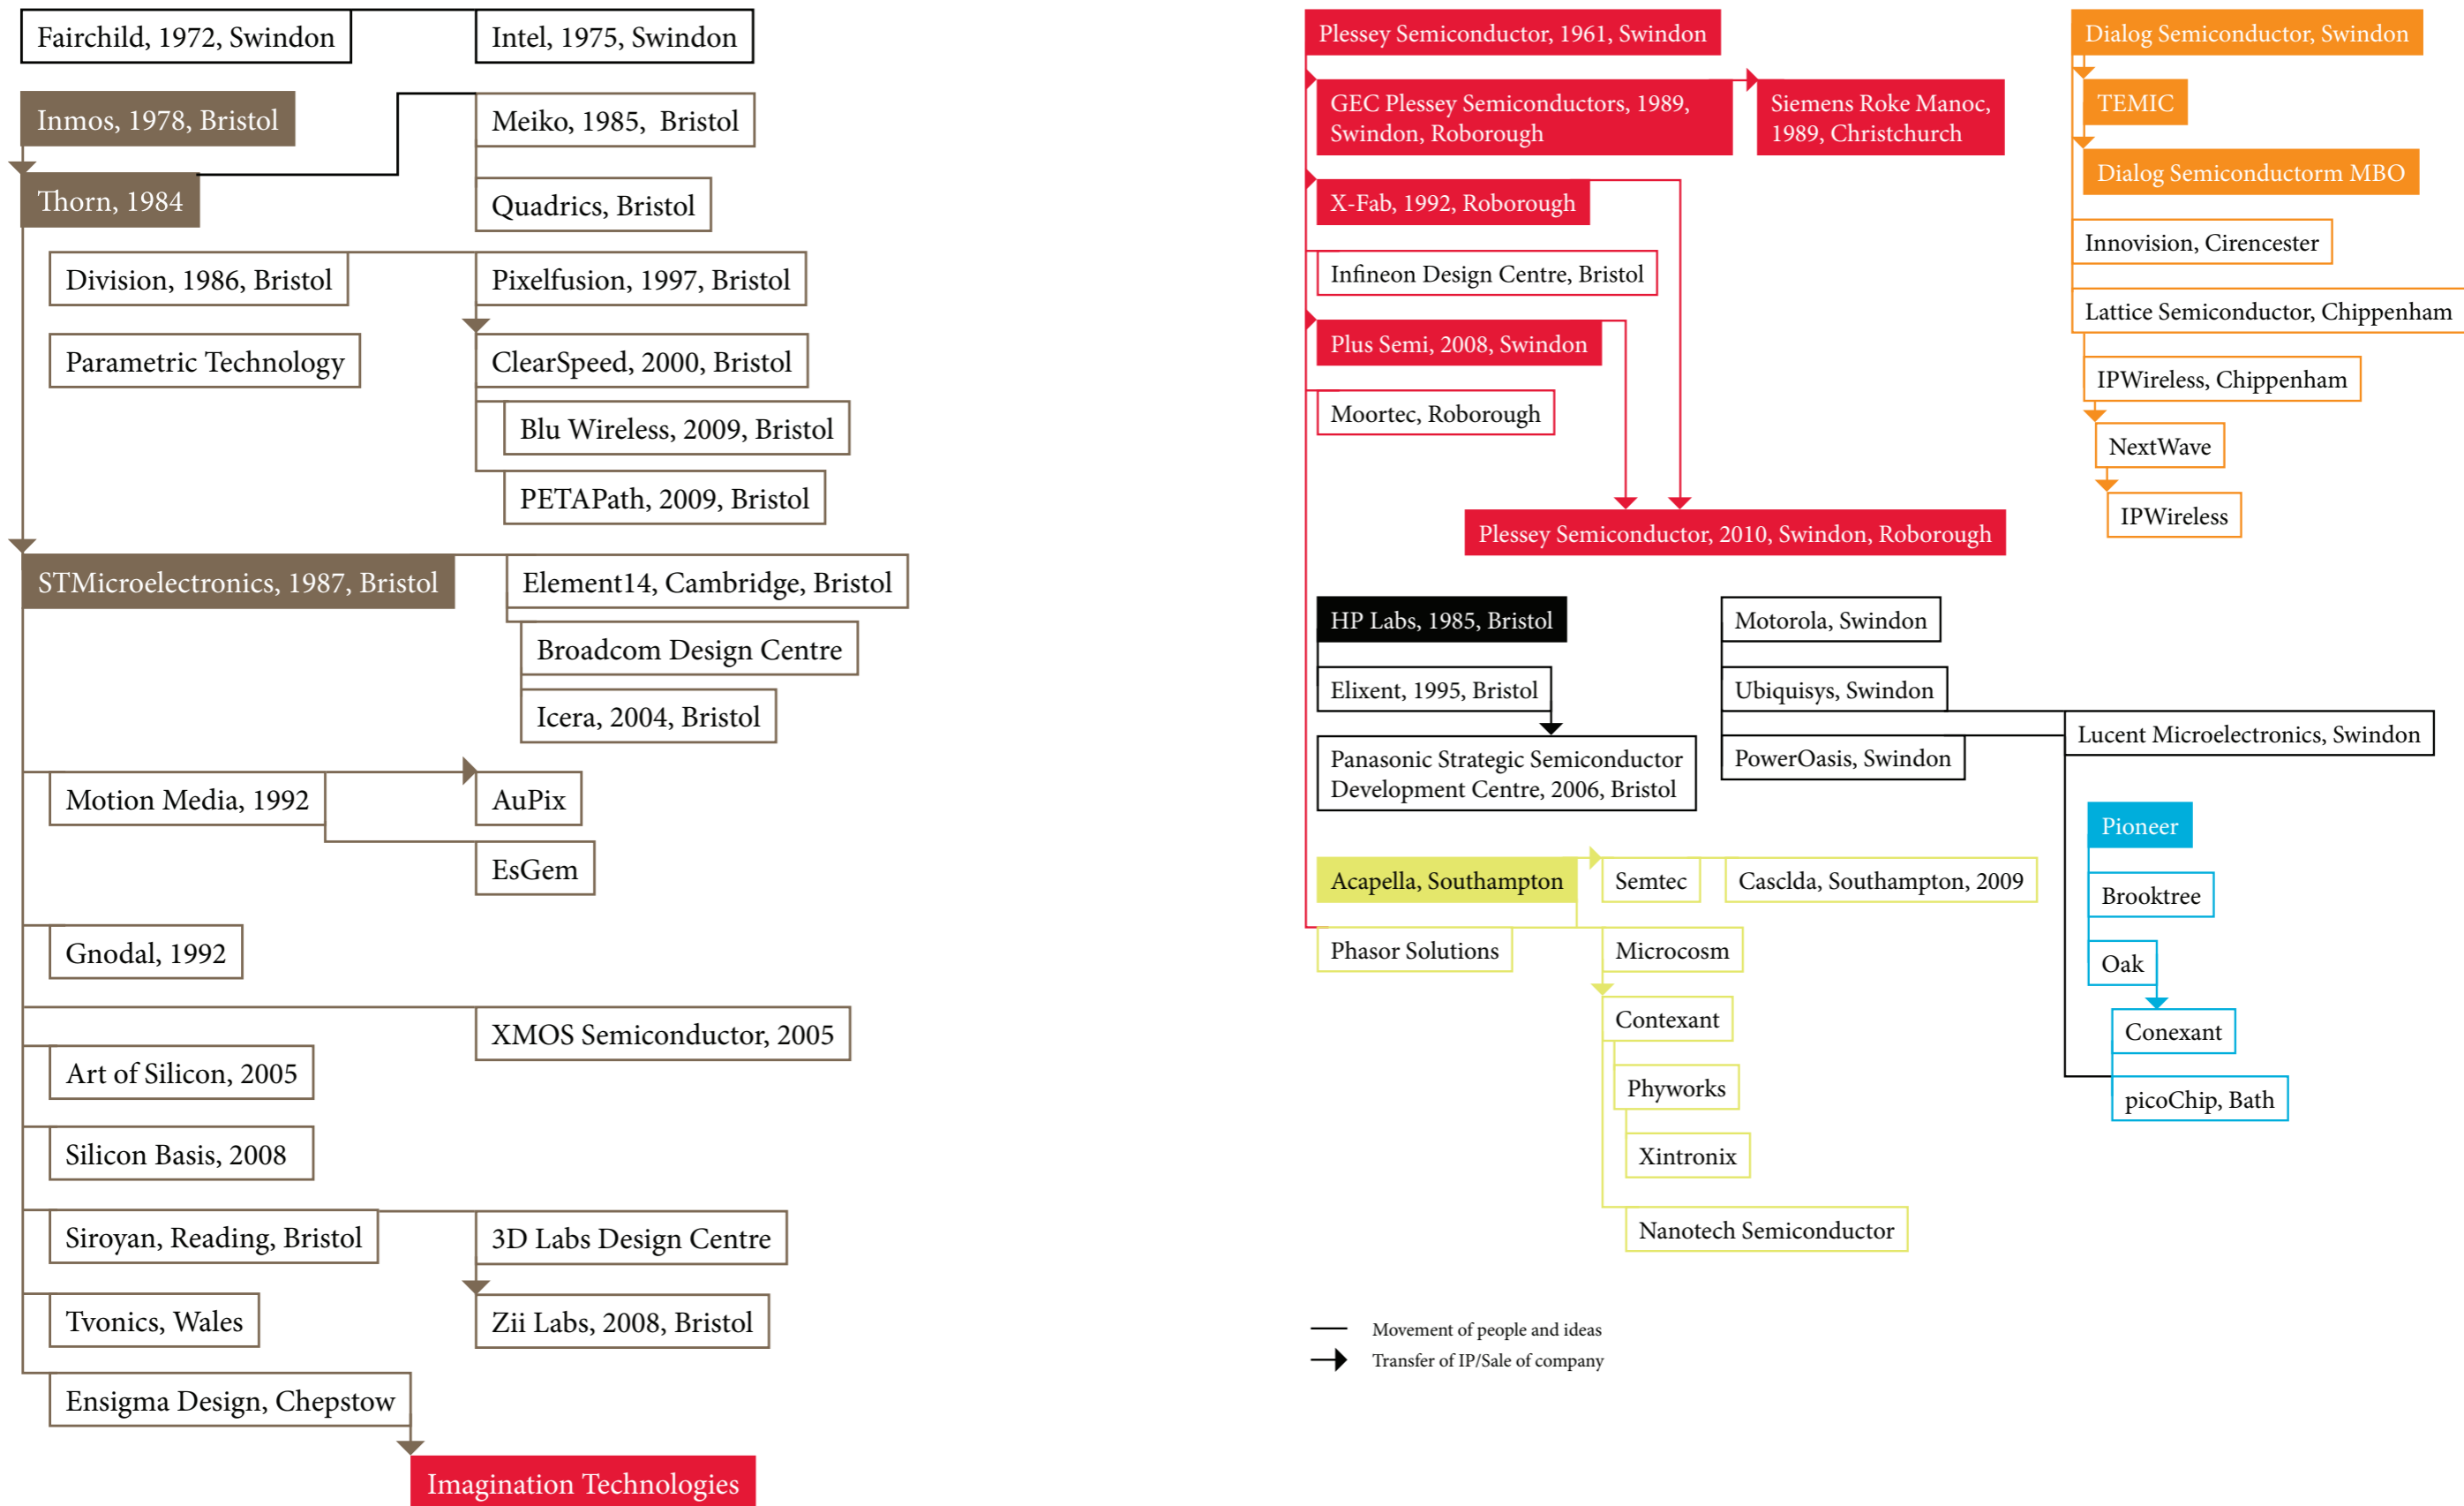 Fairchild, 1972, Swindon
Intel, 1975, Swindon
Inmos, 1978, Bristol
Meiko, 1985, Bristol
Thorn, 1984
Quadrics, Bristol
Division, 1986, Bristol
Pixelfusion, 1997, Bristol
Parametric Technology
ClearSpeed, 2000, Bristol
Blu Wireless, 2009, Bristol
PETAPath, 2009, Bristol
STMicroelectronics, 1987, Bristol
Element14, Cambridge, Bristol
Broadcom Design Centre
Icera, 2004, Bristol
Motion Media, 1992
AuPix
EsGem
Gnodal, 1992
XMOS Semiconductor, 2005
Art of Silicon, 2005
Silicon Basis, 2008
Siroyan, Reading, Bristol
3D Labs Design Centre
Tvonics, Wales
Zii Labs, 2008, Bristol
Ensigma Design, Chepstow
Imagination Technologies
Plessey Semiconductor, 1961, Swindon
GEC Plessey Semiconductors, 1989,
Swindon, Roborough
Siemens Roke Manoc,
1989, Christchurch
X-Fab, 1992, Roborough
Infineon Design Centre, Bristol
Plus Semi, 2008, Swindon
Moortec, Roborough
Plessey Semiconductor, 2010, Swindon, Roborough
Dialog Semiconductor, Swindon
TEMIC
Dialog Semiconductorm MBO
Innovision, Cirencester
Lattice Semiconductor, Chippenham
IPWireless, Chippenham
NextWave
IPWireless
HP Labs, 1985, Bristol
Elixent, 1995, Bristol
Panasonic Strategic Semiconductor
Development Centre, 2006, Bristol
Motorola, Swindon
Ubiquisys, Swindon
PowerOasis, Swindon
Lucent Microelectronics, Swindon
Pioneer
Brooktree
Oak
Conexant
picoChip, Bath
Acapella, Southampton
Semtec
Casclda, Southampton, 2009
Phasor Solutions
Microcosm
Contexant
Phyworks
Xintronix
Nanotech Semiconductor
Movement of people and ideas
Transfer of IP/Sale of company